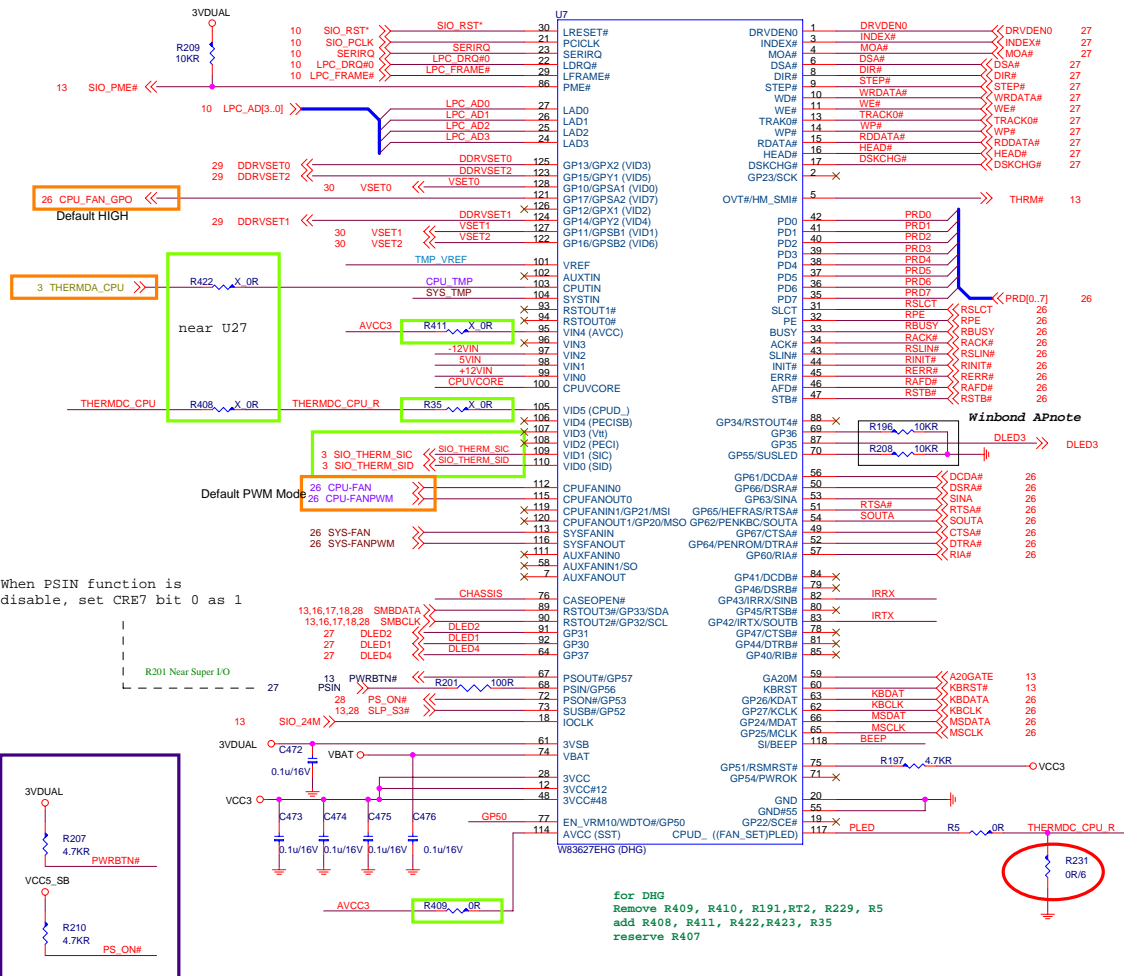 3VDUAL
R209
10KR
13 SIO_PME#
10 SIO_RST* SIO_RST* 30 LRESET#
10 SIO_PCLK 21 PCICLK
10 SERIRQ SERIRQ 23 SERIRQ
10 LPC_DRQ#0 LPC_DRQ#0 22 LDRQ#
10 LPC_FRAME# LPC_FRAME# 29 LFRAME#
86 PME#
10 LPC_AD[3..0]
LPC_AD0 27 LAD0
LPC_AD1 26 LAD1
LPC_AD2 25 LAD2
LPC_AD3 24 LAD3
29 DDRVSET0 DDRVSET0 125 GP13/GPX2 (VID3)
29 DDRVSET2 DDRVSET2 123 GP15/GPY1 (VID5)
30 VSET0 VSET0 128 GP10/GPSA1 (VID0)
26 CPU_FAN_GPO 121 GP17/GPSA2 (VID7)
Default HIGH
126 GP12/GPX1 (VID2)
29 DDRVSET1 DDRVSET1 124 GP14/GPY2 (VID4)
30 VSET1 VSET1 127 GP11/GPSB1 (VID1)
30 VSET2 VSET2 122 GP16/GPSB2 (VID6)
TMP_VREF 101 VREF
102 AUXTIN
3 THERMDA_CPU R422 X_0R CPU_TMP 103 CPUTIN
SYS_TMP 104 SYSTIN
near U27
93 RSTOUT1#
94 RSTOUT0#
AVCC3 R411 X_0R 95 VIN4 (AVCC)
96 VIN3
-12VIN 97 VIN2
5VIN 98 VIN1
+12VIN 99 VIN0
CPUVCORE 100 CPUVCORE
THERMDC_CPU R408 X_0R THERMDC_CPU_R R35 X_0R 105 VID5 (CPUD_)
106 VID4 (PECISB)
107 VID3 (Vtt)
108 VID2 (PECI)
3 SIO_THERM_SIC SIO_THERM_SIC 109 VID1 (SIC)
3 SIO_THERM_SID SIO_THERM_SID 110 VID0 (SID)
Default PWM Mode
26 CPU-FAN 112 CPUFANIN0
26 CPU-FANPWM 115 CPUFANOUT0
119 CPUFANIN1/GP21/MSI
120 CPUFANOUT1/GP20/MSO
26 SYS-FAN 113 SYSFANIN
26 SYS-FANPWM 116 SYSFANOUT
111 AUXFANIN0
58 AUXFANIN1/SO
7 AUXFANOUT
When PSIN function is
disable, set CRE7 bit 0 as 1
CHASSIS 76 CASEOPEN#
13,16,17,18,28 SMBDATA 89 RSTOUT3#/GP33/SDA
13,16,17,18,28 SMBCLK 90 RSTOUT2#/GP32/SCL
27 DLED2 DLED2 91 GP31
27 DLED1 DLED1 92 GP30
27 DLED4 DLED4 64 GP37
R201 Near Super I/O
13 PWRBTN# 67 PSOUT#/GP57
27 PSIN R201 100R 68 PSIN/GP56
28 PS_ON# 72 PSON#/GP53
13,28 SLP_S3# 73 SUSB#/GP52
13 SIO_24M 18 IOCLK
3VDUAL C472 0.1u/16V 61 3VSB
VBAT 74 VBAT
28 3VCC
12 3VCC#12
VCC3 48 3VCC#48
C473 C474 C475 C476
0.1u/16V 0.1u/16V 0.1u/16V 0.1u/16V
GP50 77 EN_VRM10/WDTO#/GP50
114 AVCC (SST)
AVCC3 R409 0R
3VDUAL
R207
4.7KR
PWRBTN#
VCC5_SB
R210
4.7KR
PS_ON#
U7
DRVDEN0 1 DRVDEN0 DRVDEN0 27
INDEX# 3 INDEX# INDEX# 27
MOA# 4 MOA# MOA# 27
DSA# 6 DSA# DSA# 27
DIR# 8 DIR# DIR# 27
STEP# 9 STEP# STEP# 27
WD# 10 WRDATA# WRDATA# 27
WE# 11 WE# WE# 27
TRAK0# 13 TRACK0# TRACK0# 27
WP# 14 WP# WP# 27
RDATA# 15 RDDATA# RDDATA# 27
HEAD# 16 HEAD# HEAD# 27
DSKCHG# 17 DSKCHG# DSKCHG# 27
GP23/SCK 2
OVT#/HM_SMI# 5 THRM# 13
PD0 42 PRD0
PD1 41 PRD1
PD2 40 PRD2
PD3 39 PRD3
PD4 38 PRD4
PD5 37 PRD5
PD6 36 PRD6
PD7 35 PRD7
PRD[0..7] 26
SLCT 31 RSLCT RSLCT 26
PE 32 RPE RPE 26
BUSY 33 RBUSY RBUSY 26
ACK# 34 RACK# RACK# 26
SLIN# 43 RSLIN# RSLIN# 26
INIT# 44 RINIT# RINIT# 26
ERR# 45 RERR# RERR# 26
AFD# 46 RAFD# RAFD# 26
STB# 47 RSTB# RSTB# 26
Winbond APnote
GP34/RSTOUT4# 88
GP36 69 R196 10KR
GP35 87 DLED3 DLED3
GP55/SUSLED 70 R208 10KR
GP61/DCDA# 56 DCDA# 26
GP66/DSRA# 50 DSRA# 26
GP63/SINA 53 SINA 26
GP65/HEFRAS/RTSA# 51 RTSA# RTSA# 26
GP62/PENKBC/SOUTA 54 SOUTA SOUTA 26
GP67/CTSA# 49 CTSA# 26
GP64/PENROM/DTRA# 52 DTRA# 26
GP60/RIA# 57 RIA# 26
GP41/DCDB# 84
GP46/DSRB# 79
GP43/IRRX/SINB 82 IRRX
GP45/RTSB# 80
GP42/IRTX/SOUTB 83 IRTX
GP47/CTSB# 78
GP44/DTRB# 81
GP40/RIB# 85
GA20M 59 A20GATE 13
KBRST 60 KBRST# 13
GP26/KDAT 63 KBDAT KBDATA 26
GP27/KCLK 62 KBCLK KBCLK 26
GP24/MDAT 66 MSDAT MSDATA 26
GP25/MCLK 65 MSCLK MSCLK 26
SI/BEEP 118 BEEP
GP51/RSMRST# 75 R197 4.7KR VCC3
GP54/PWROK 71
GND 20
GND#55 55
GP22/SCE# 19
CPUD_ ((FAN_SET)PLED) 117 PLED R5 0R THERMDC_CPU_R
R231
0R/6
W83627EHG (DHG)
for DHG
Remove R409, R410, R191,RT2, R229, R5
add R408, R411, R422,R423, R35
reserve R407